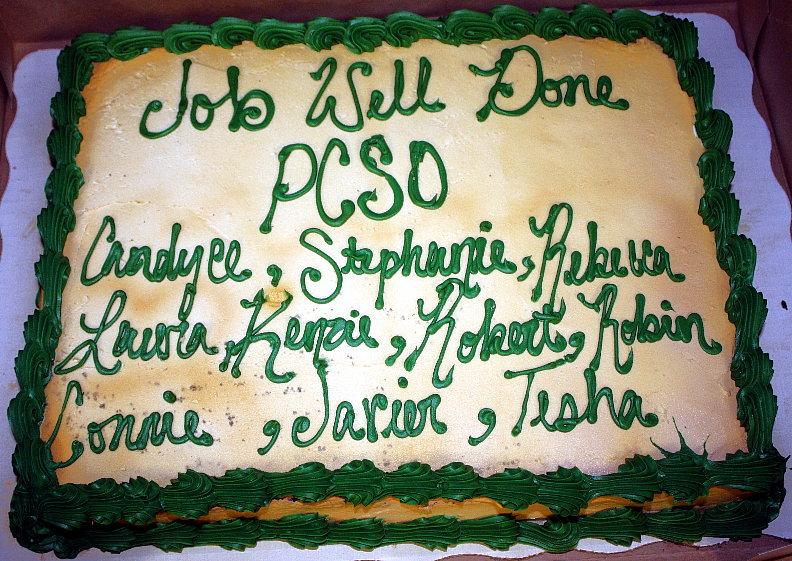 Job Well Done
PCSO
Candyce, Stephanie, Rebecca
Laura, Kenzie, Robert, Robin
Connie, Javier, Tesha